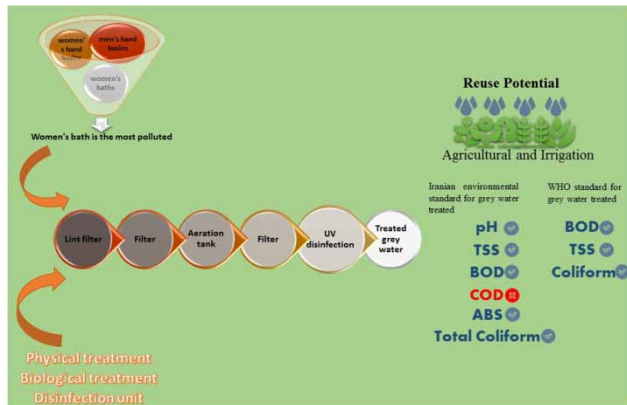 women'
s hand
basins
men's hand
basins
women's
baths
Women's bath is the most polluted
Lint filter
Filter
Aeration
tank
Filter
UV
disinfection
Treated
grey
water
Physical treatment
Biological treatment
Disinfection unit
Reuse Potential
Agricultural and Irrigation
Iranian environmental
standard for grey water
treated
pH
TSS
BOD
COD
ABS
Total Coliform
WHO standard for
grey water treated
BOD
TSS
Coliform